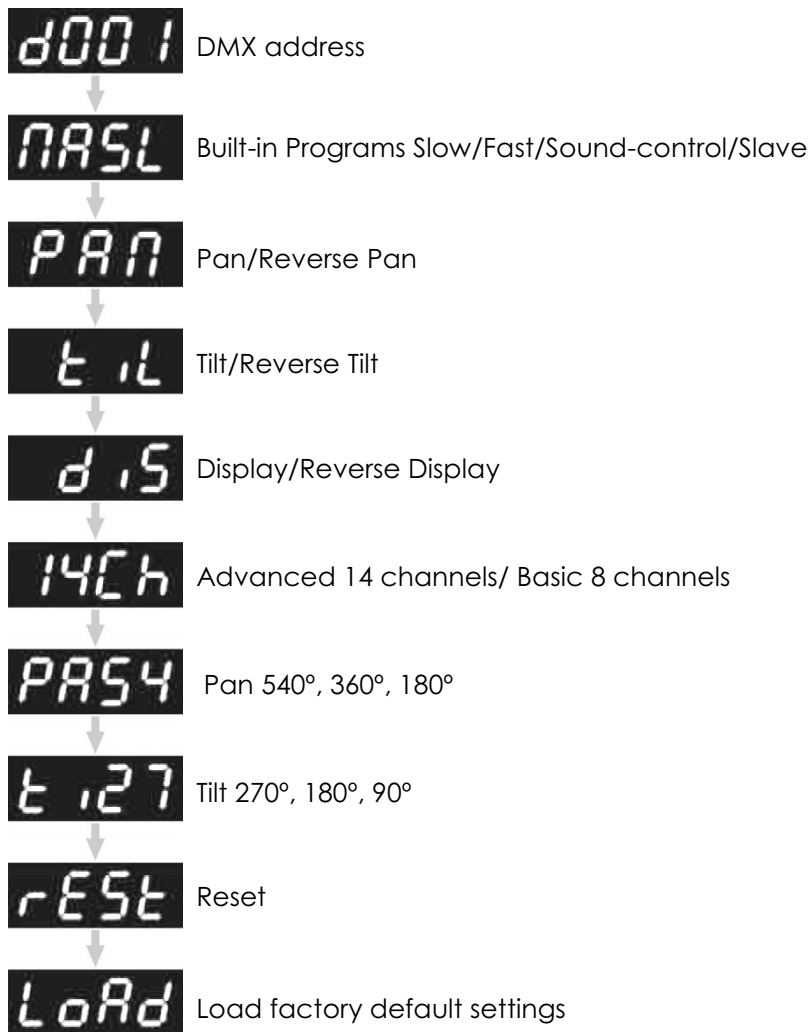 d001 DMX address
MASL Built-in Programs Slow/Fast/Sound-control/Slave
PAN Pan/Reverse Pan
tiL Tilt/Reverse Tilt
diS Display/Reverse Display
14Ch Advanced 14 channels/ Basic 8 channels
PA54 Pan 540°, 360°, 180°
ti27 Tilt 270°, 180°, 90°
rESt Reset
LoAd Load factory default settings